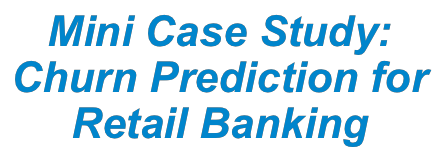 Mini Case Study:
Churn Prediction for
Retail Banking